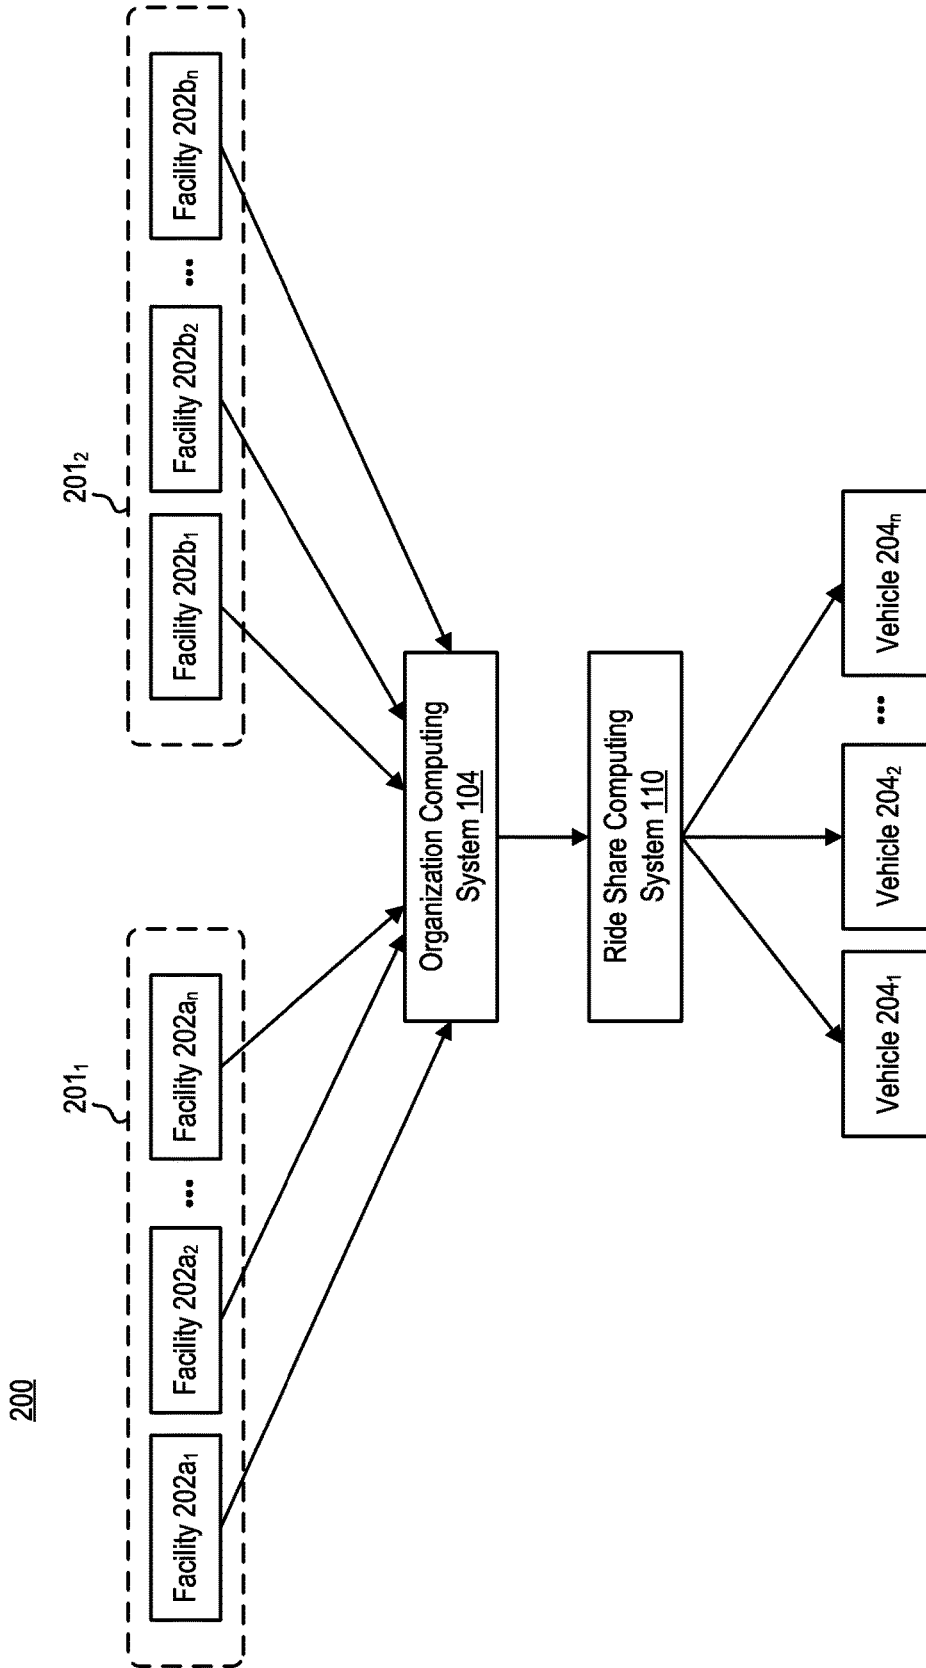 200
201₁
201₂
Facility 202a₁
Facility 202a₂
...
Facility 202aₙ
Facility 202b₁
Facility 202b₂
...
Facility 202bₙ
Organization Computing
System 104
Ride Share Computing
System 110
Vehicle 204₁
Vehicle 204₂
...
Vehicle 204ₙ